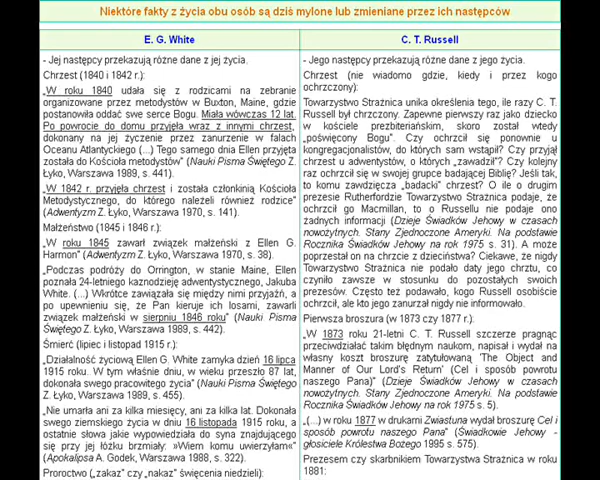 Niektóre fakty z życia obu osób są dziś mylone lub zmieniane przez ich następców
E. G. White
- Jej następcy przekazują różne dane z jej życia.
Chrzest (1840 i 1842 r.):
„W roku 1840 udała się z rodzicami na zebranie
organizowane przez metodystów w Buxton, Maine, gdzie
postanowiła oddać swe serce Bogu. Miała wówczas 12 lat.
Po powrocie do domu przyjęła wraz z innymi chrzest,
dokonany na jej życzenie przez zanurzenie w falach
Oceanu Atlantyckiego (...) Tego samego dnia Ellen przyjęta
została do Kościoła metodystów” (Nauki Pisma Świętego Z.
Łyko, Warszawa 1989, s. 441).
„W 1842 r. przyjęła chrzest i została członkinią Kościoła
Metodystycznego, do którego należeli również rodzice”
(Adwentyzm Z. Łyko, Warszawa 1970, s. 141).
Małżeństwo (1845 i 1846 r.):
„W roku 1845 zawarł związek małżeński z Ellen G.
Harmon” (Adwentyzm Z. Łyko, Warszawa 1970, s. 38).
„Podczas podróży do Orrington, w stanie Maine, Ellen
poznała 24-letniego kaznodzieję adwentystycznego, Jakuba
White. (...) Wkrótce zawiązała się między nimi przyjaźń, a
po upewnieniu się, że Pan kieruje ich losami, zawarli
związek małżeński w sierpniu 1846 roku” (Nauki Pisma
Świętego Z. Łyko, Warszawa 1989, s. 442).
Śmierć (lipiec i listopad 1915 r.):
„Działalność życiową Ellen G. White zamyka dzień 16 lipca
1915 roku. W tym właśnie dniu, w wieku przeszło 87 lat,
dokonała swego pracowitego życia” (Nauki Pisma Świętego
Z. Łyko, Warszawa 1989, s. 455).
„Nie umarła ani za kilka miesięcy, ani za kilka lat. Dokonała
swego ziemskiego życia w dniu 16 listopada 1915 roku, a
ostatnie słowa jakie wypowiedziała do syna znajdującego
się przy jej łóżku brzmiały: »Wiem komu uwierzyłam«”
(Apokalipsa A. Godek, Warszawa 1988, s. 322).
Proroctwo („zakaz” czy „nakaz” święcenia niedzieli):
C. T. Russell
- Jego następcy przekazują różne dane z jego życia.
Chrzest (nie wiadomo gdzie, kiedy i przez kogo
ochrzczony):
Towarzystwo Strażnica unika określenia tego, ile razy C. T.
Russell był chrzczony. Zapewne pierwszy raz jako dziecko
w kościele prezbiteriańskim, skoro został wtedy
„poświęcony Bogu”. Czy ochrzcił się ponownie u
kongregacjonalistów, do których sam wstąpił? Czy przyjął
chrzest u adwentystów, o których „zawadził”? Czy kolejny
raz ochrzcił się w swojej grupce badającej Biblię? Jeśli tak,
to komu zawdzięcza „badacki” chrzest? O ile o drugim
prezesie Rutherfordzie Towarzystwo Strażnica podaje, że
ochrzcił go Macmillan, to o Russellu nie podaje ono
żadnych informacji (Dzieje Świadków Jehowy w czasach
nowożytnych. Stany Zjednoczone Ameryki. Na podstawie
Rocznika Świadków Jehowy na rok 1975 s. 31). A może
poprzestał on na chrzcie z dzieciństwa? Ciekawe, że nigdy
Towarzystwo Strażnica nie podało daty jego chrztu, co
czyniło zawsze w stosunku do pozostałych swoich
prezesów. Często też podawało, kogo Russell osobiście
ochrzcił, ale kto jego zanurzał nigdy nie informowało.
Pierwsza broszura (w 1873 czy 1877 r.):
„W 1873 roku 21-letni C. T. Russell szczerze pragnąc
przeciwdziałać takim błędnym naukom, napisał i wydał na
własny koszt broszurę zatytułowaną 'The Object and
Manner of Our Lord's Return' (Cel i sposób powrotu
naszego Pana)” (Dzieje Świadków Jehowy w czasach
nowożytnych. Stany Zjednoczone Ameryki. Na podstawie
Rocznika Świadków Jehowy na rok 1975 s. 5).
„(...) w roku 1877 w drukarni Zwiastuna wydał broszurę Cel i
sposób powrotu naszego Pana” (Świadkowie Jehowy -
głosiciele Królestwa Bożego 1995 s. 575).
Prezesem czy skarbnikiem Towarzystwa Strażnica w roku
1881: